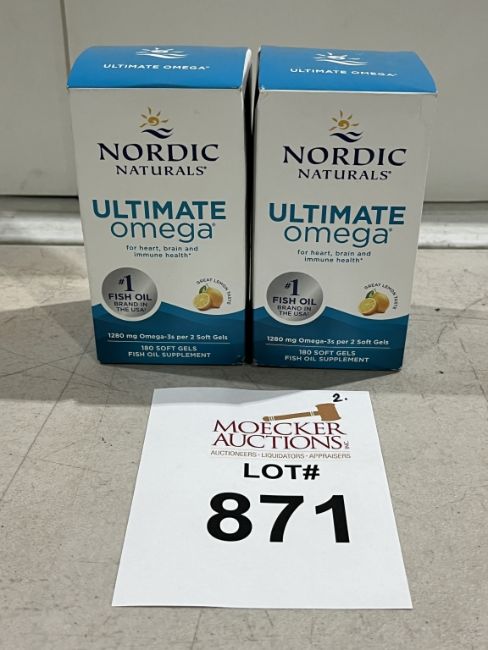 ULTIMATE OMEGA®
NORDIC
NATURALS®
ULTIMATE
omega®
for heart, brain and
immune health*
#1
FISH OIL
BRAND IN
THE USA!
GREAT LEMON TASTE
1280 mg Omega-3s per 2 Soft Gels
180 SOFT GELS
FISH OIL SUPPLEMENT
ULTIMATE OMEGA®
NORDIC
NATURALS®
ULTIMATE
omega®
for heart, brain and
immune health*
#1
FISH OIL
BRAND IN
THE USA!
GREAT LEMON TASTE
1280 mg Omega-3s per 2 Soft Gels
180 SOFT GELS
FISH OIL SUPPLEMENT
2.
MOECKER
AUCTIONS INC
AUCTIONEERS · LIQUIDATORS · APPRAISERS
LOT#
871